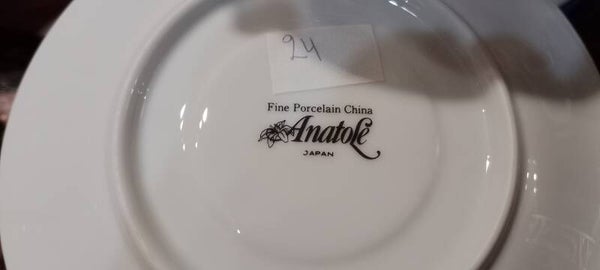 24
Fine Porcelain China
Anatolé
JAPAN